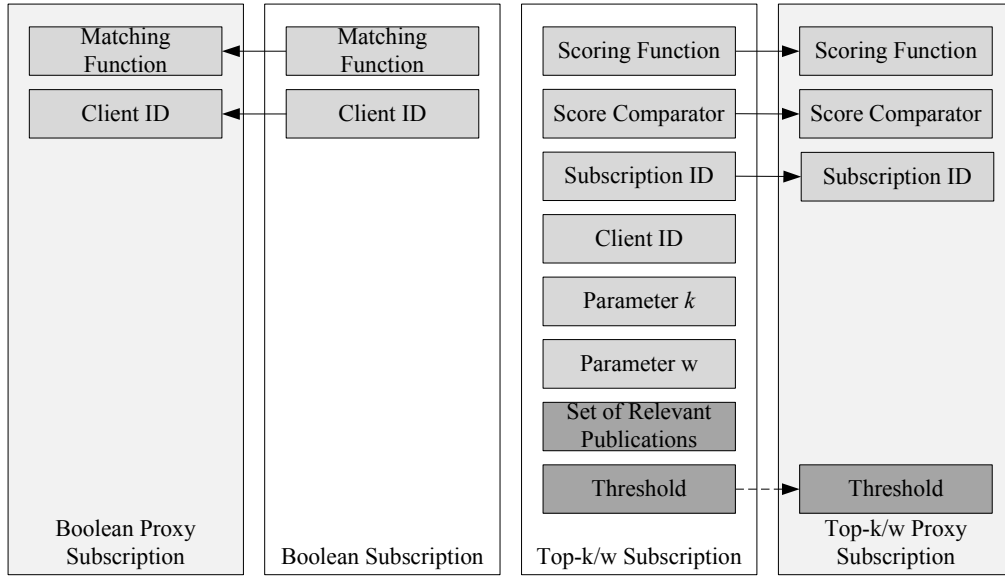 Matching
Function
Client ID
Boolean Proxy
Subscription
Matching
Function
Client ID
Boolean Subscription
Scoring Function
Score Comparator
Subscription ID
Client ID
Parameter k
Parameter w
Set of Relevant
Publications
Threshold
Top-k/w Subscription
Scoring Function
Score Comparator
Subscription ID
Threshold
Top-k/w Proxy
Subscription